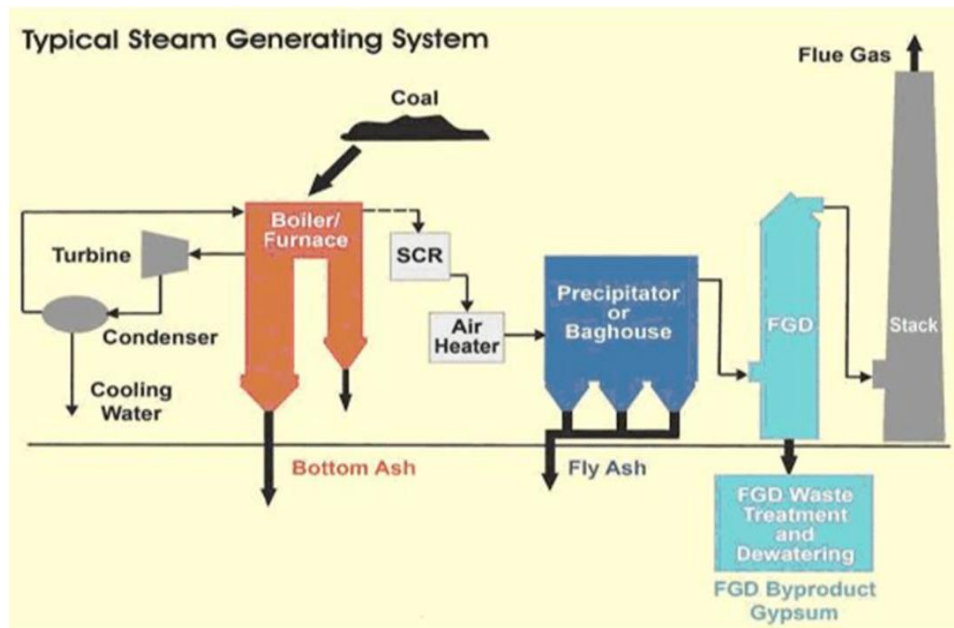 Typical Steam Generating System
Flue Gas
Coal
Boiler/
Furnace
Turbine
SCR
Condenser
Air
Heater
Precipitator
or
Baghouse
FGD
Stack
Cooling
Water
Bottom Ash
Fly Ash
FGD Waste
Treatment
and
Dewatering
FGD Byproduct
Gypsum